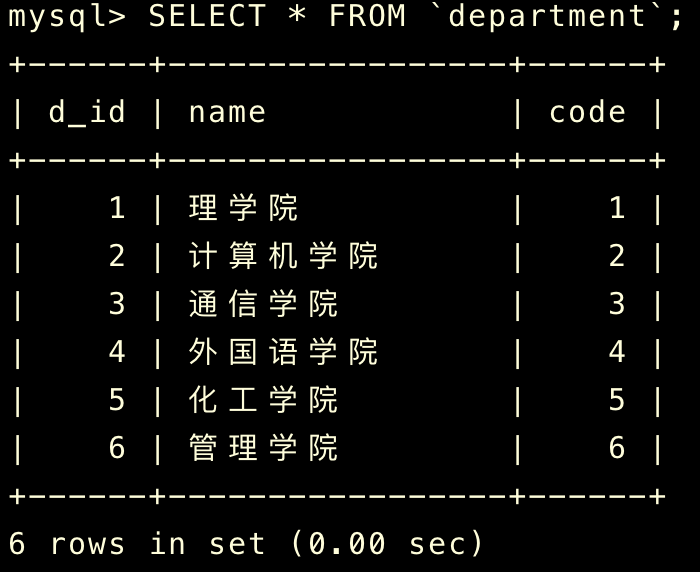 mysql> SELECT * FROM `department`;
+------+-----------------+------+
| d_id | name            | code |
+------+-----------------+------+
|    1 | 理学院           |    1 |
|    2 | 计算机学院       |    2 |
|    3 | 通信学院         |    3 |
|    4 | 外国语学院       |    4 |
|    5 | 化工学院         |    5 |
|    6 | 管理学院         |    6 |
+------+-----------------+------+
6 rows in set (0.00 sec)